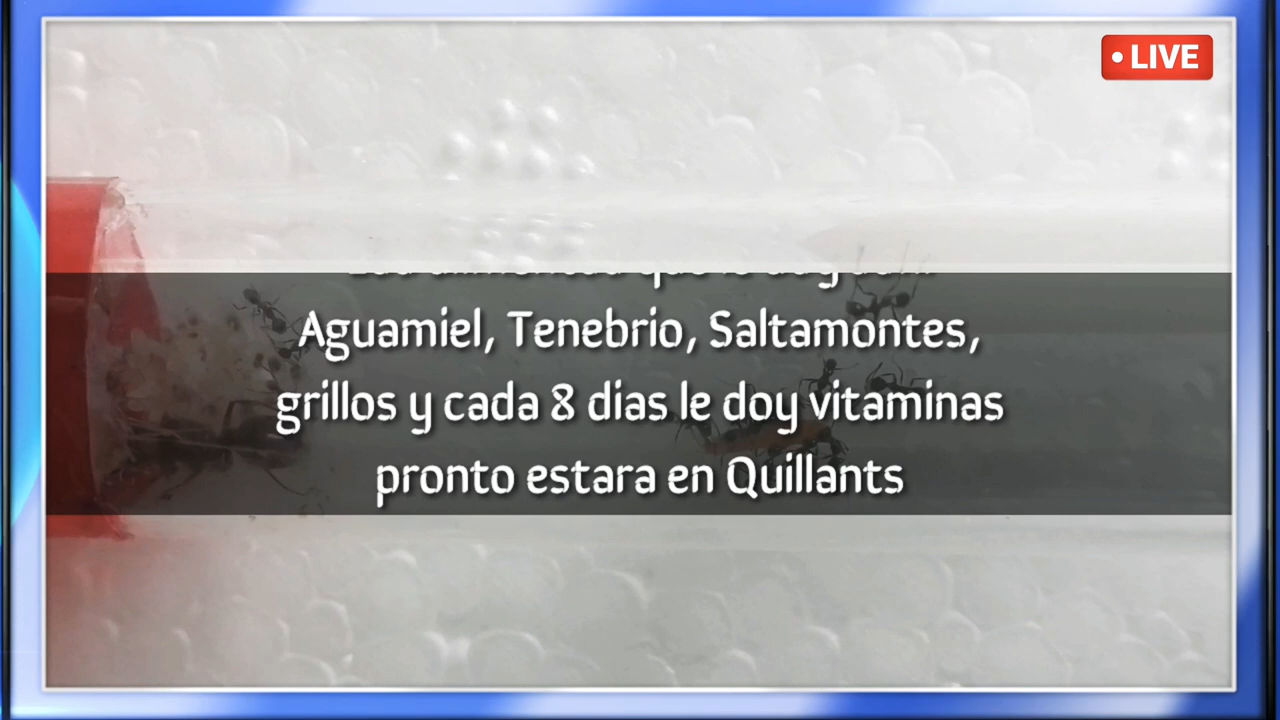 LIVE
Aguamiel, Tenebrio, Saltamontes,
grillos y cada 8 dias le doy vitaminas
pronto estara en Quillants